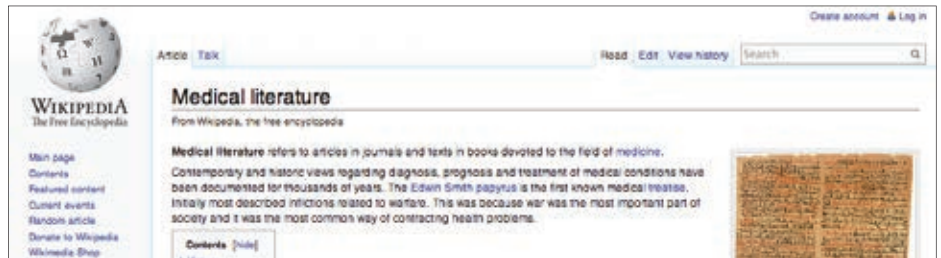 Create account Log in
Article Talk Read Edit View history Search
WIKIPEDIA
The Free Encyclopedia
Medical literature
From Wikipedia, the free encyclopedia
Medical literature refers to articles in journals and texts in books devoted to the field of medicine.
Contemporary and historic views regarding diagnosis, prognosis and treatment of medical conditions have
been documented for thousands of years. The Edwin Smith papyrus is the first known medical treatise.
Initially most described inflictions related to warfare. This was because war was the most important part of
society and it was the most common way of contracting health problems.
Contents [hide]
Main page
Contents
Featured content
Current events
Random article
Donate to Wikipedia
Wikimedia Shop